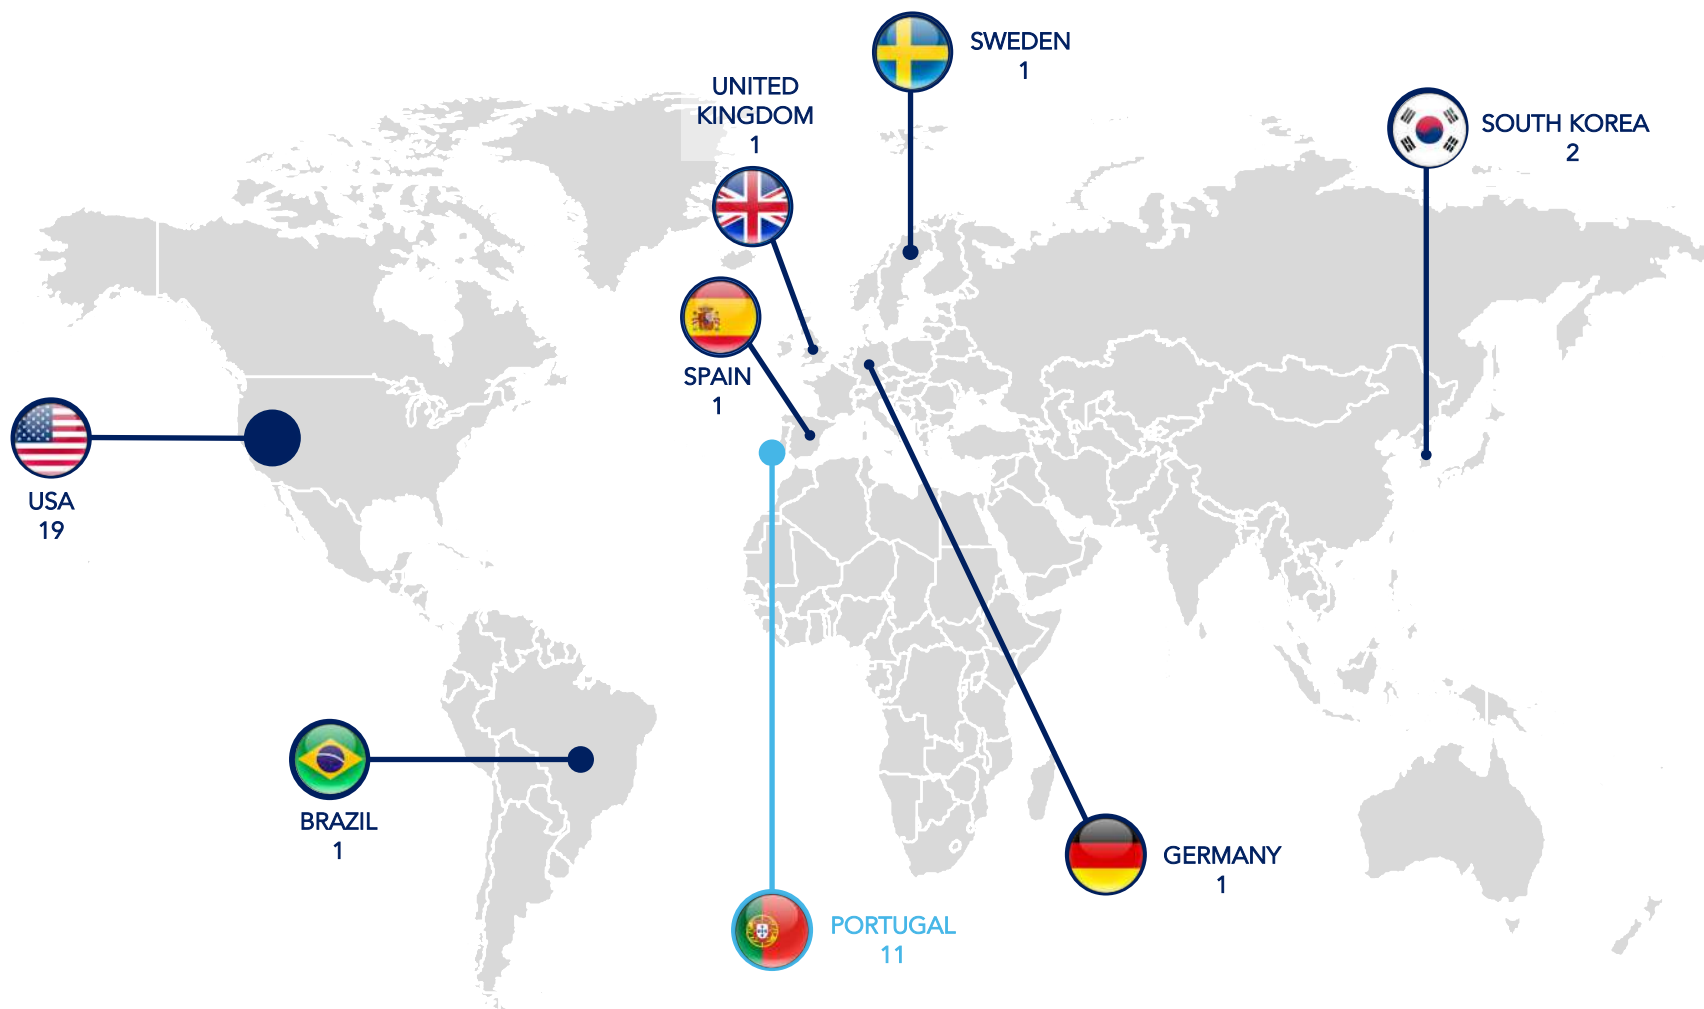 SWEDEN
1
UNITED
KINGDOM
1
SOUTH KOREA
2
SPAIN
1
USA
19
BRAZIL
1
GERMANY
1
PORTUGAL
11